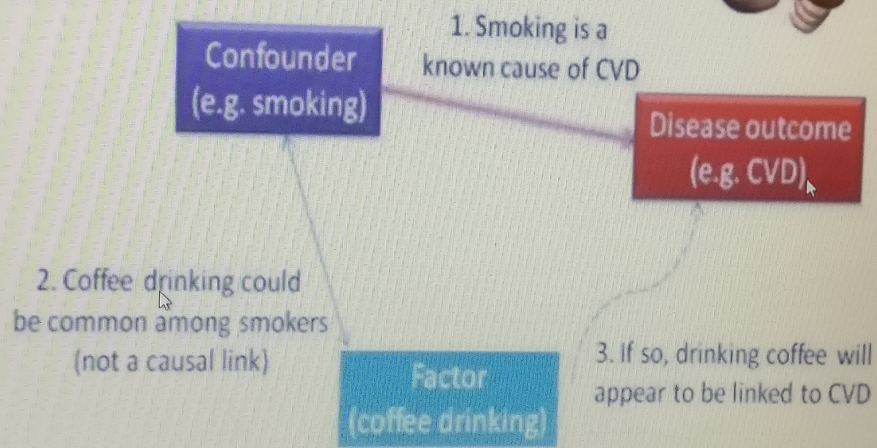 Confounder
(e.g. smoking)
1. Smoking is a
known cause of CVD
Disease outcome
(e.g. CVD)
2. Coffee drinking could
be common among smokers
(not a causal link)
Factor
(coffee drinking)
3. If so, drinking coffee will
appear to be linked to CVD